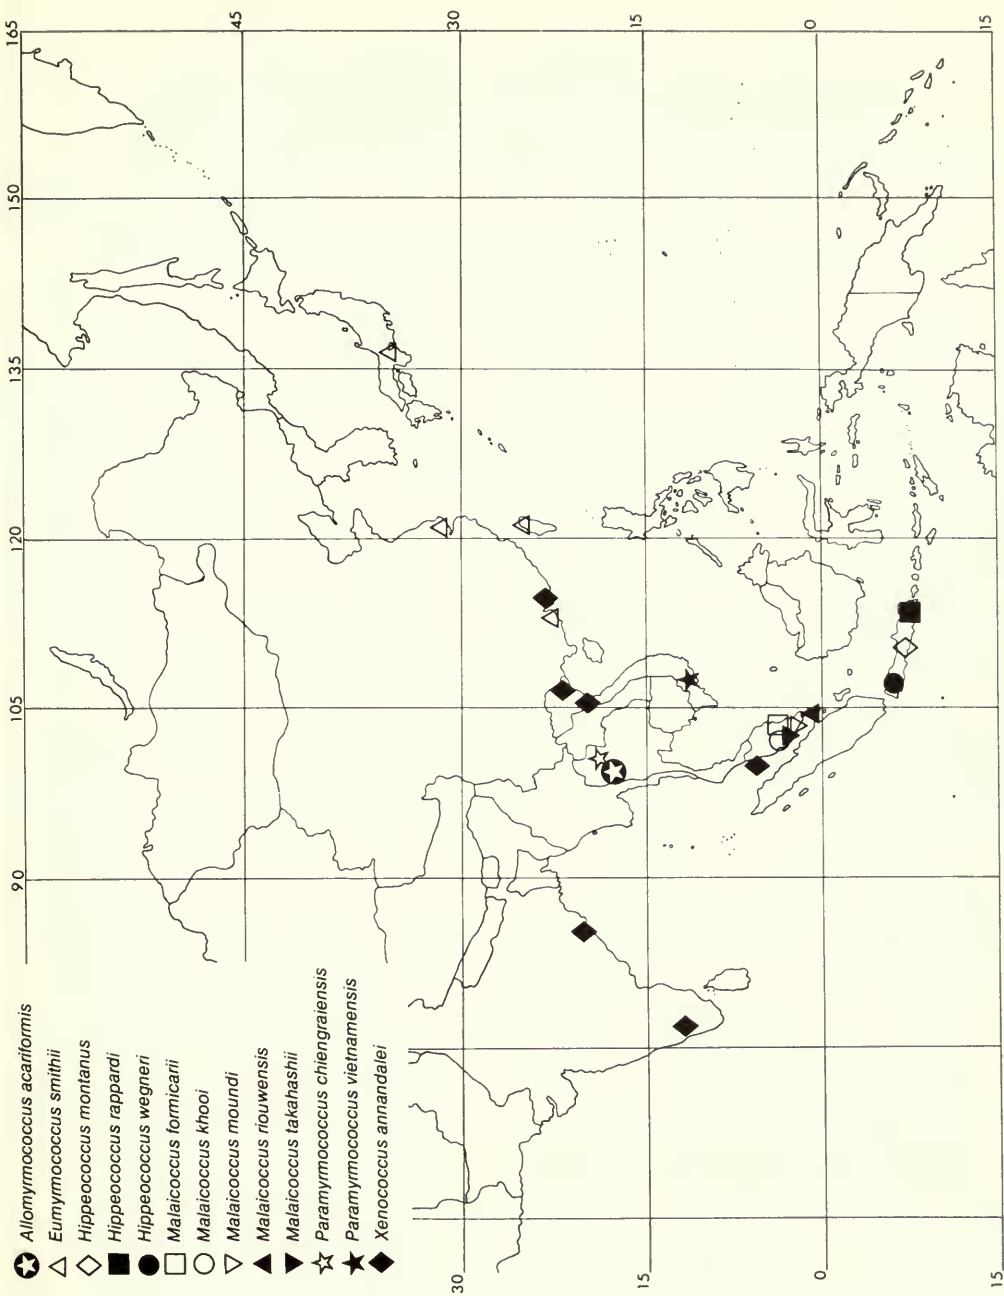 Allomyrmococcus acariformis
Eumyrmococcus smithii
Hippeococcus montanus
Hippeococcus rappardi
Hippeococcus wegneri
Malaicoccus formicarii
Malaicoccus khooi
Malaicoccus moundi
Malaicoccus riouwensis
Malaicoccus takahashii
Paramyrmococcus chiengraiensis
Paramyrmococcus vietnamensis
Xenococcus annandalei
90
105
120
135
150
165
45
30
15
0
15
30
15
0
15